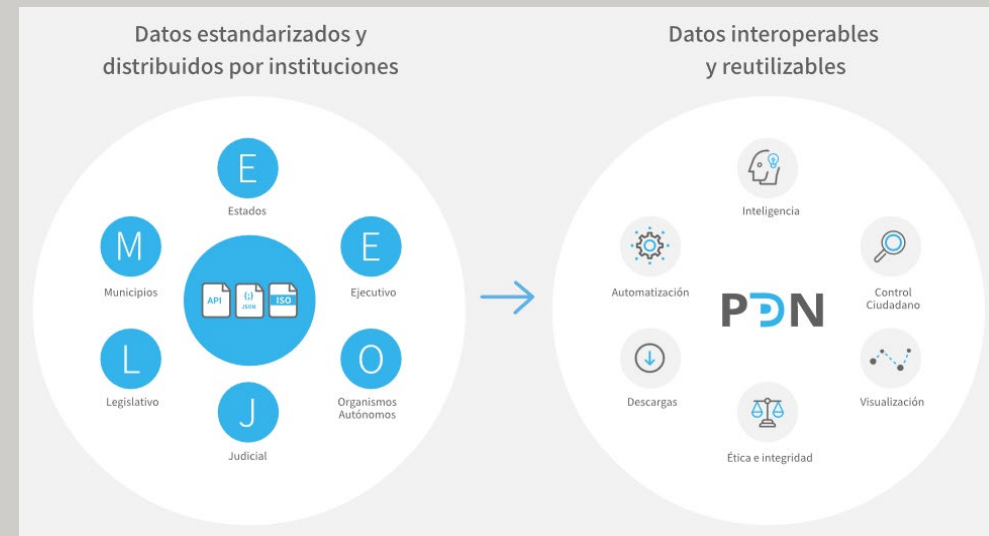 Datos estandarizados y
distribuidos por instituciones
E
Estados
M
Municipios
E
Ejecutivo
API
{;}
JSON
ISO
L
Legislativo
O
Organismos
Autónomos
J
Judicial
Datos interoperables
y reutilizables
Inteligencia
Automatización
Control
Ciudadano
PDN
Descargas
Visualización
Ética e integridad